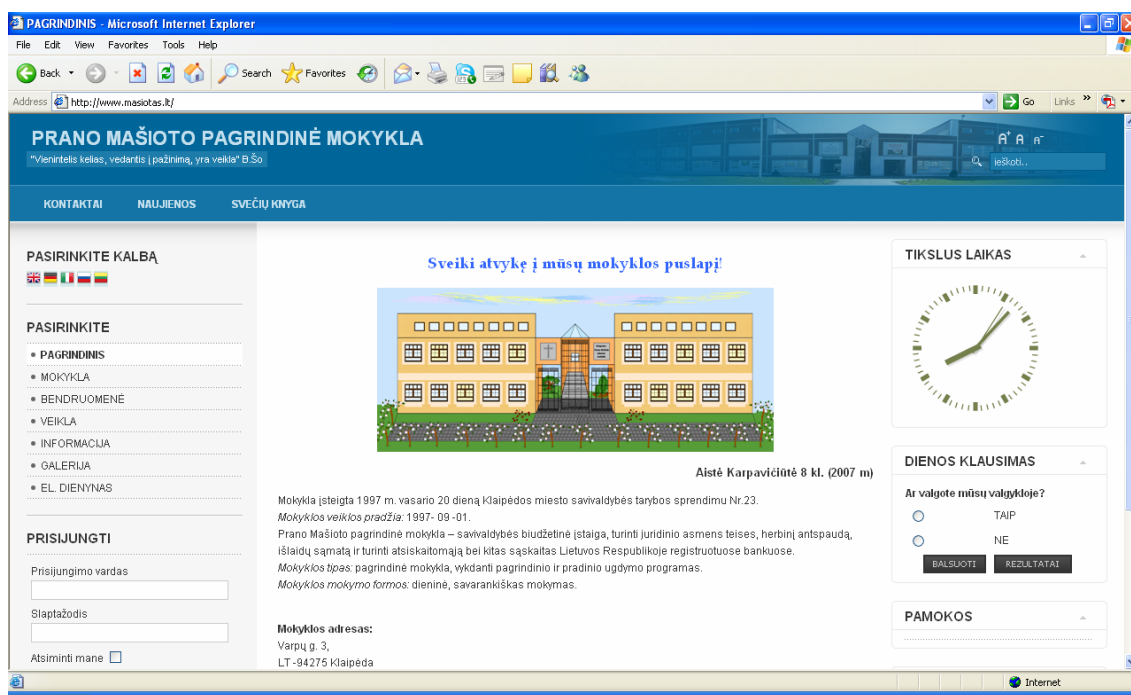 PAGRINDINIS - Microsoft Internet Explorer
File Edit View Favorites Tools Help
Back Search Favorites
Address http://www.masiotas.lt/ Go Links »
PRANO MAŠIOTO PAGRINDINĖ MOKYKLA
"Vienintelis kelias, vedantis į pažinimą, yra veikla" B.Šo
A+ A A-
ieškoti..
KONTAKTAI NAUJIENOS SVEČIŲ KNYGA
PASIRINKITE KALBĄ
PASIRINKITE
PAGRINDINIS
MOKYKLA
BENDRUOMENĖ
VEIKLA
INFORMACIJA
GALERIJA
EL. DIENYNAS
PRISIJUNGTI
Prisijungimo vardas
Slaptažodis
Atsiminti mane
Sveiki atvykę į mūsų mokyklos puslapį!
Aistė Karpavičiūtė 8 kl. (2007 m)
Mokykla įsteigta 1997 m. vasario 20 dieną Klaipėdos miesto savivaldybės tarybos sprendimu Nr.23.
Mokyklos veiklos pradžia: 1997- 09 -01.
Prano Mašioto pagrindinė mokykla – savivaldybės biudžetinė įstaiga, turinti juridinio asmens teises, herbinį antspaudą,
išlaidų sąmatą ir turinti atsiskaitomąją bei kitas sąskaitas Lietuvos Respublikoje registruotuose bankuose.
Mokyklos tipas: pagrindinė mokykla, vykdanti pagrindinio ir pradinio ugdymo programas.
Mokyklos mokymo formos: dieninė, savarankiškas mokymas.
Mokyklos adresas:
Varpų g. 3,
LT -94275 Klaipėda
TIKSLUS LAIKAS
DIENOS KLAUSIMAS
Ar valgote mūsų valgykloje?
TAIP
NE
BALSUOTI REZULTATAI
PAMOKOS
Internet